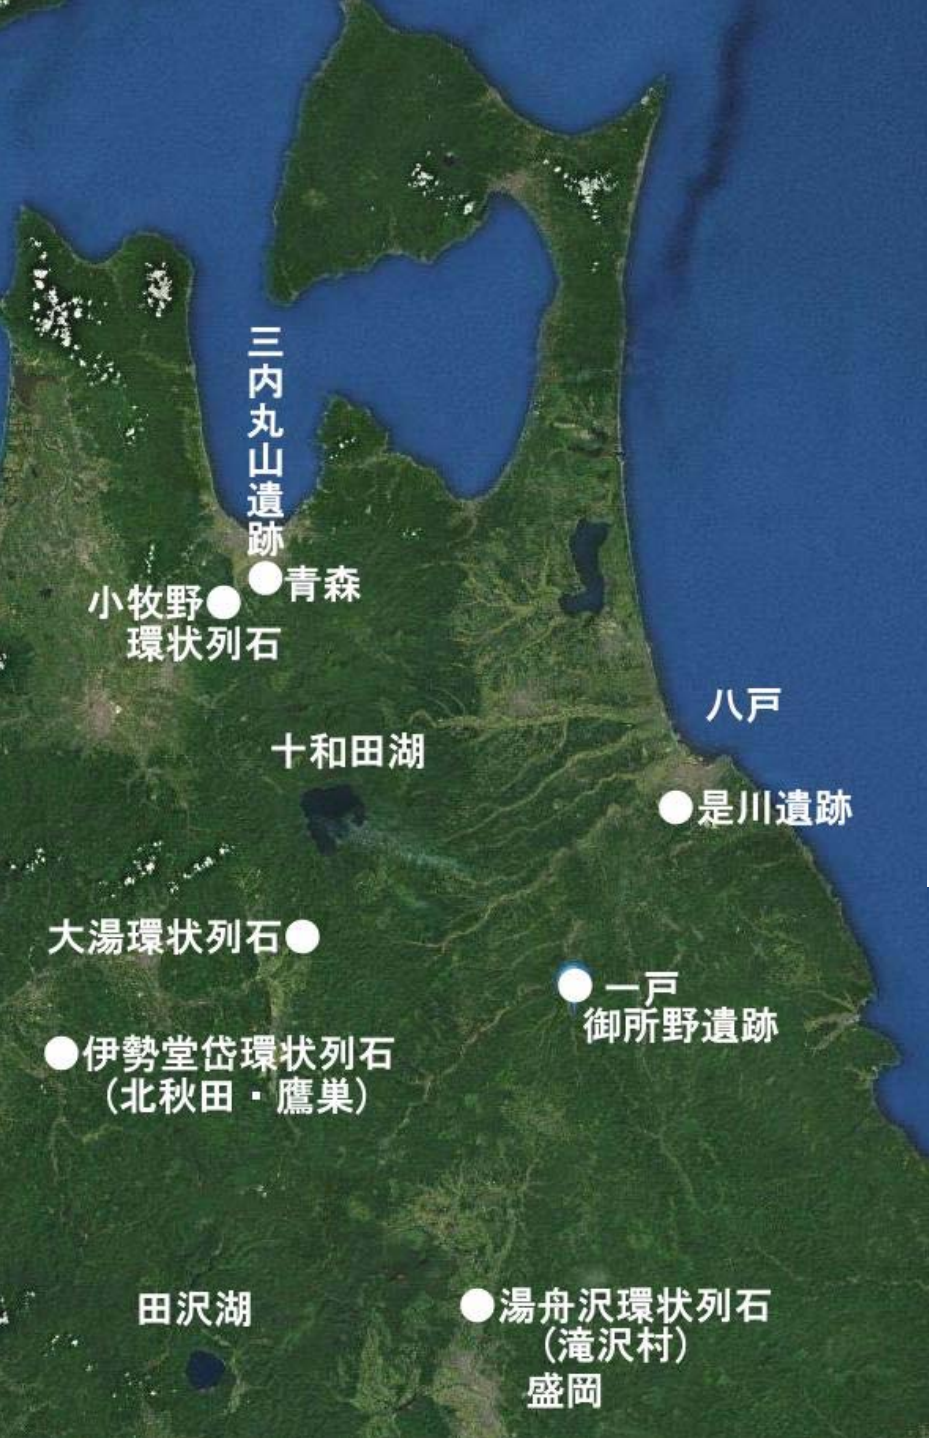 三内丸山遺跡
青森
小牧野
環状列石
八戸
十和田湖
是川遺跡
大湯環状列石
一戸
御所野遺跡
伊勢堂岱環状列石
（北秋田・鷹巣）
田沢湖
湯舟沢環状列石
（滝沢村）
盛岡